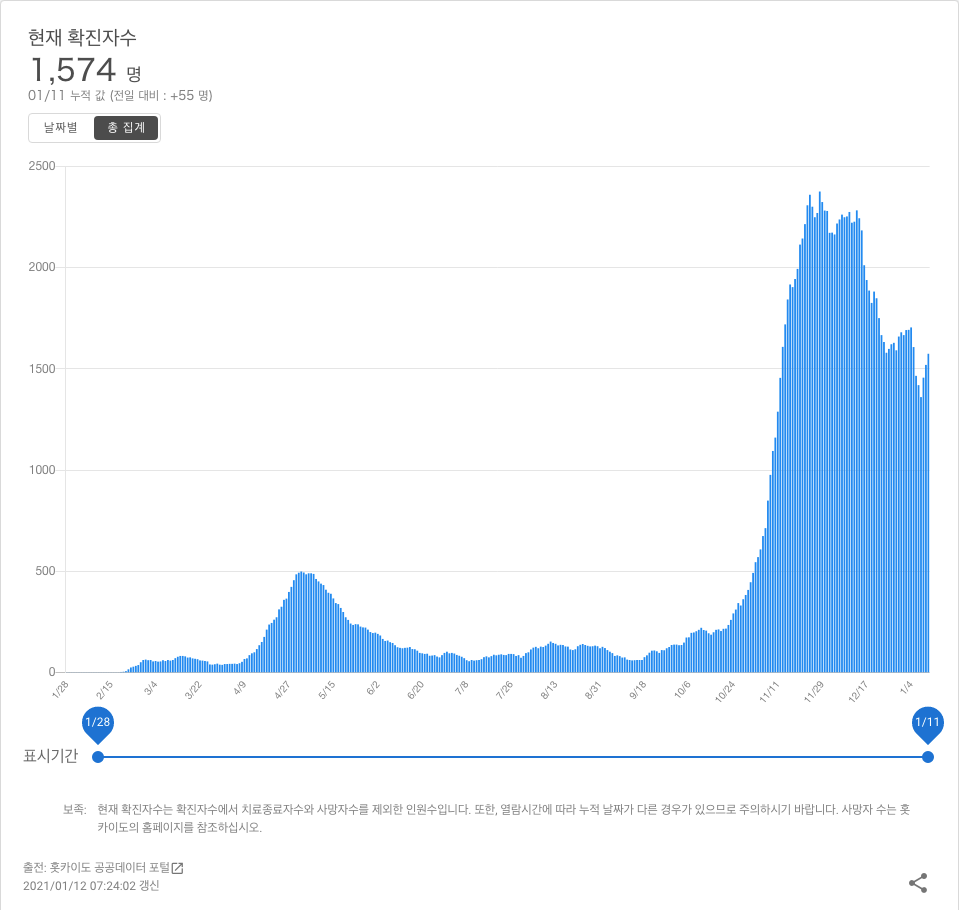 현재 확진자수
1,574 명
01/11 누적 값 (전일 대비 : +55 명)
날짜별 총 집계
2500
2000
1500
1000
500
0
1/28 2/15 3/4 3/22 4/9 4/27 5/15 6/2 6/20 7/8 7/26 8/13 8/31 9/18 10/6 10/24 11/11 11/29 12/17 1/4
1/28 1/11
표시기간
보족: 현재 확진자수는 확진자수에서 치료종료자수와 사망자수를 제외한 인원수입니다. 또한, 열람시간에 따라 누적 날짜가 다른 경우가 있으므로 주의하시기 바랍니다. 사망자 수는 홋
카이도의 홈페이지를 참조하십시오.
출전: 홋카이도 공공데이터 포털
2021/01/12 07:24:02 갱신